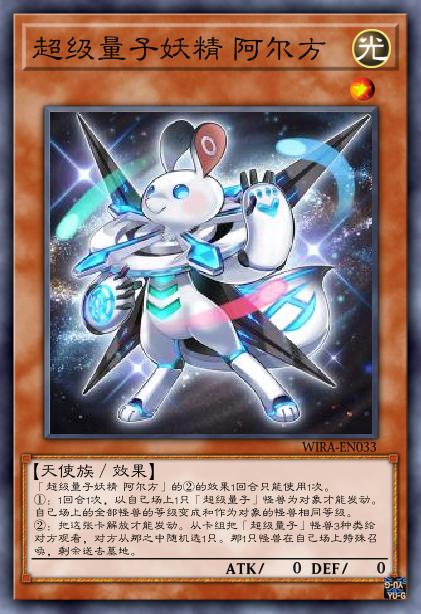 超级量子妖精 阿尔方
光
WIRA-EN033
【天使族／效果】
「超级量子妖精 阿尔方」的②的效果1回合只能使用1次。
①：1回合1次，以自己场上1只「超级量子」怪兽为对象才能发动。
自己场上的全部怪兽的等级变成和作为对象的怪兽相同等级。
②：把这张卡解放才能发动。从卡组把「超级量子」怪兽3种类给
对方观看，对方从那之中随机选1只。那1只怪兽在自己场上特殊召
唤，剩余送去墓地。
ATK/ 0 DEF/ 0